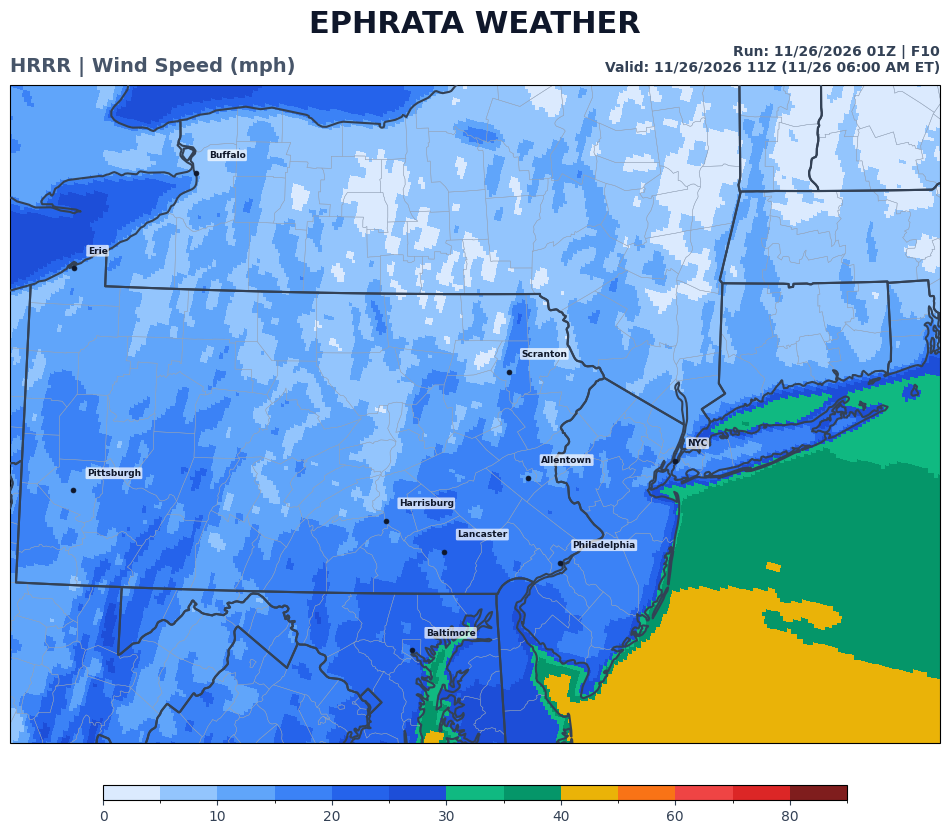 EPHRATA WEATHER
Run: 11/26/2026 01Z | F10
HRRR | Wind Speed (mph)
Valid: 11/26/2026 11Z (11/26 06:00 AM ET)
Buffalo
Erie
Scranton
NYC
Allentown
Pittsburgh
Harrisburg
Lancaster
Philadelphia
Baltimore
0 10 20 30 40 50 60 70 80